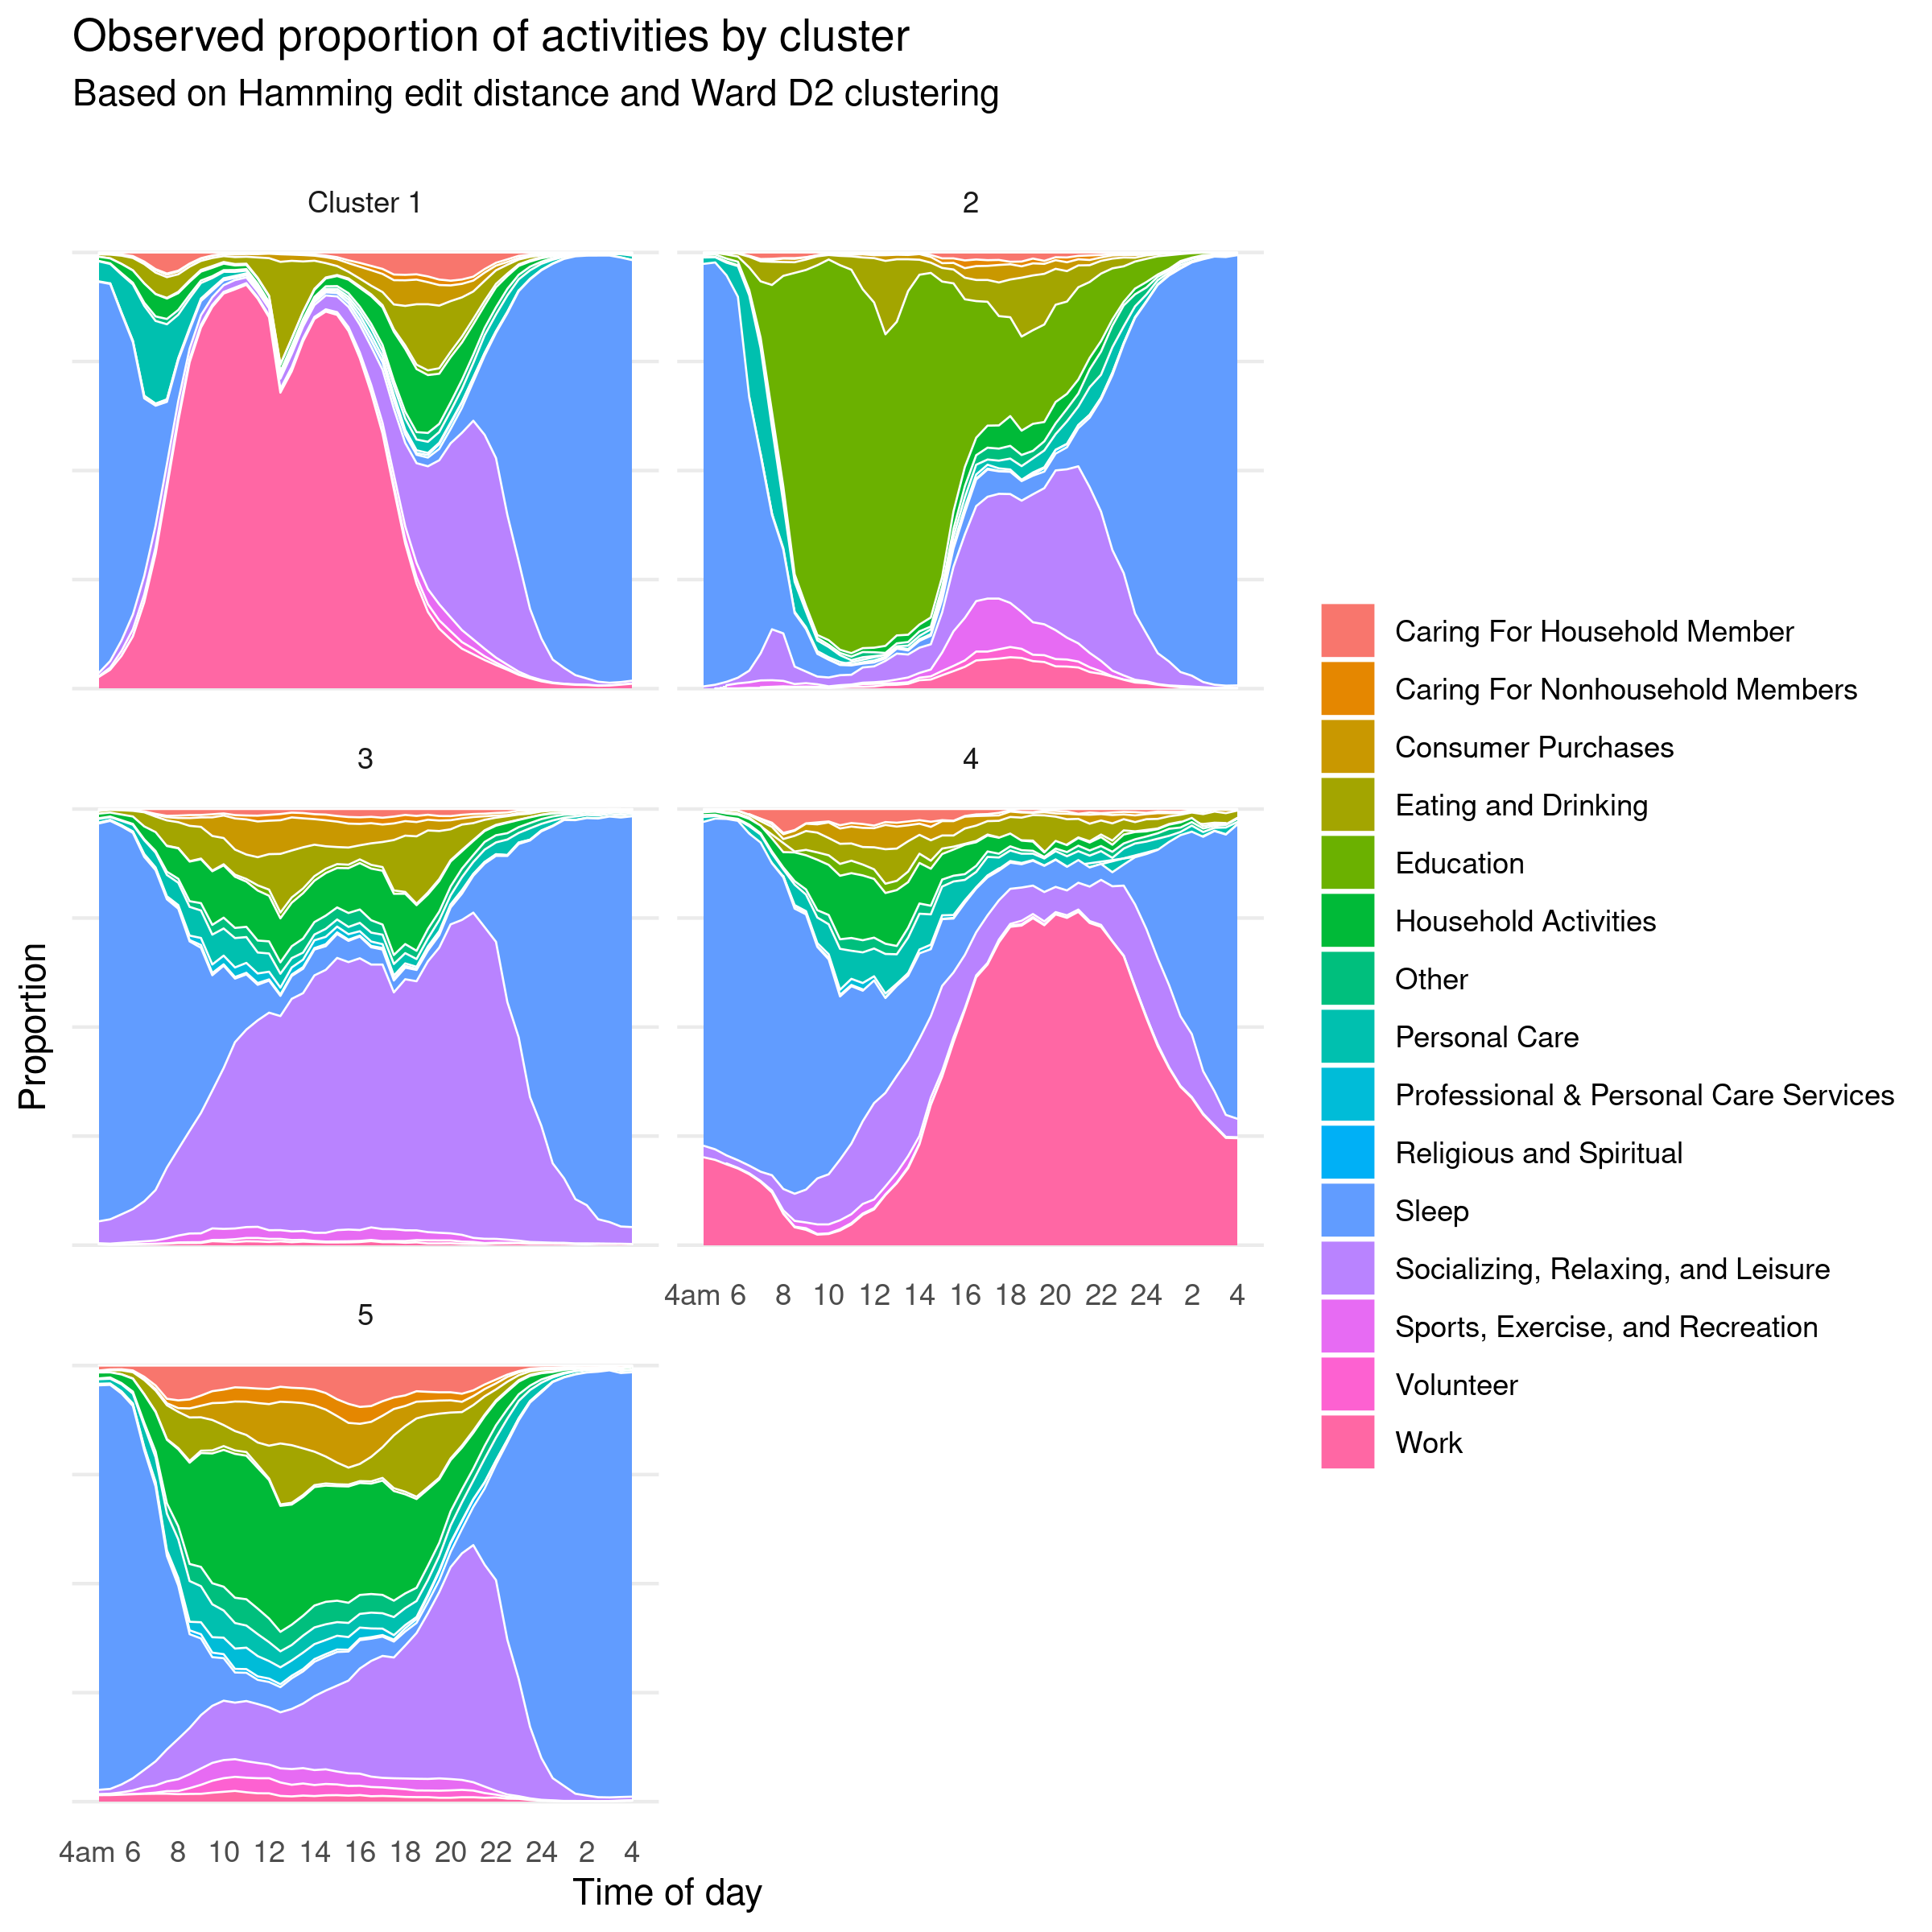 Observed proportion of activities by cluster
Based on Hamming edit distance and Ward D2 clustering
Cluster 1
2
3
4
5
Proportion
4am 6 8 10 12 14 16 18 20 22 24 2 4
4am 6 8 10 12 14 16 18 20 22 24 2 4
Time of day
Caring For Household Member
Caring For Nonhousehold Members
Consumer Purchases
Eating and Drinking
Education
Household Activities
Other
Personal Care
Professional & Personal Care Services
Religious and Spiritual
Sleep
Socializing, Relaxing, and Leisure
Sports, Exercise, and Recreation
Volunteer
Work